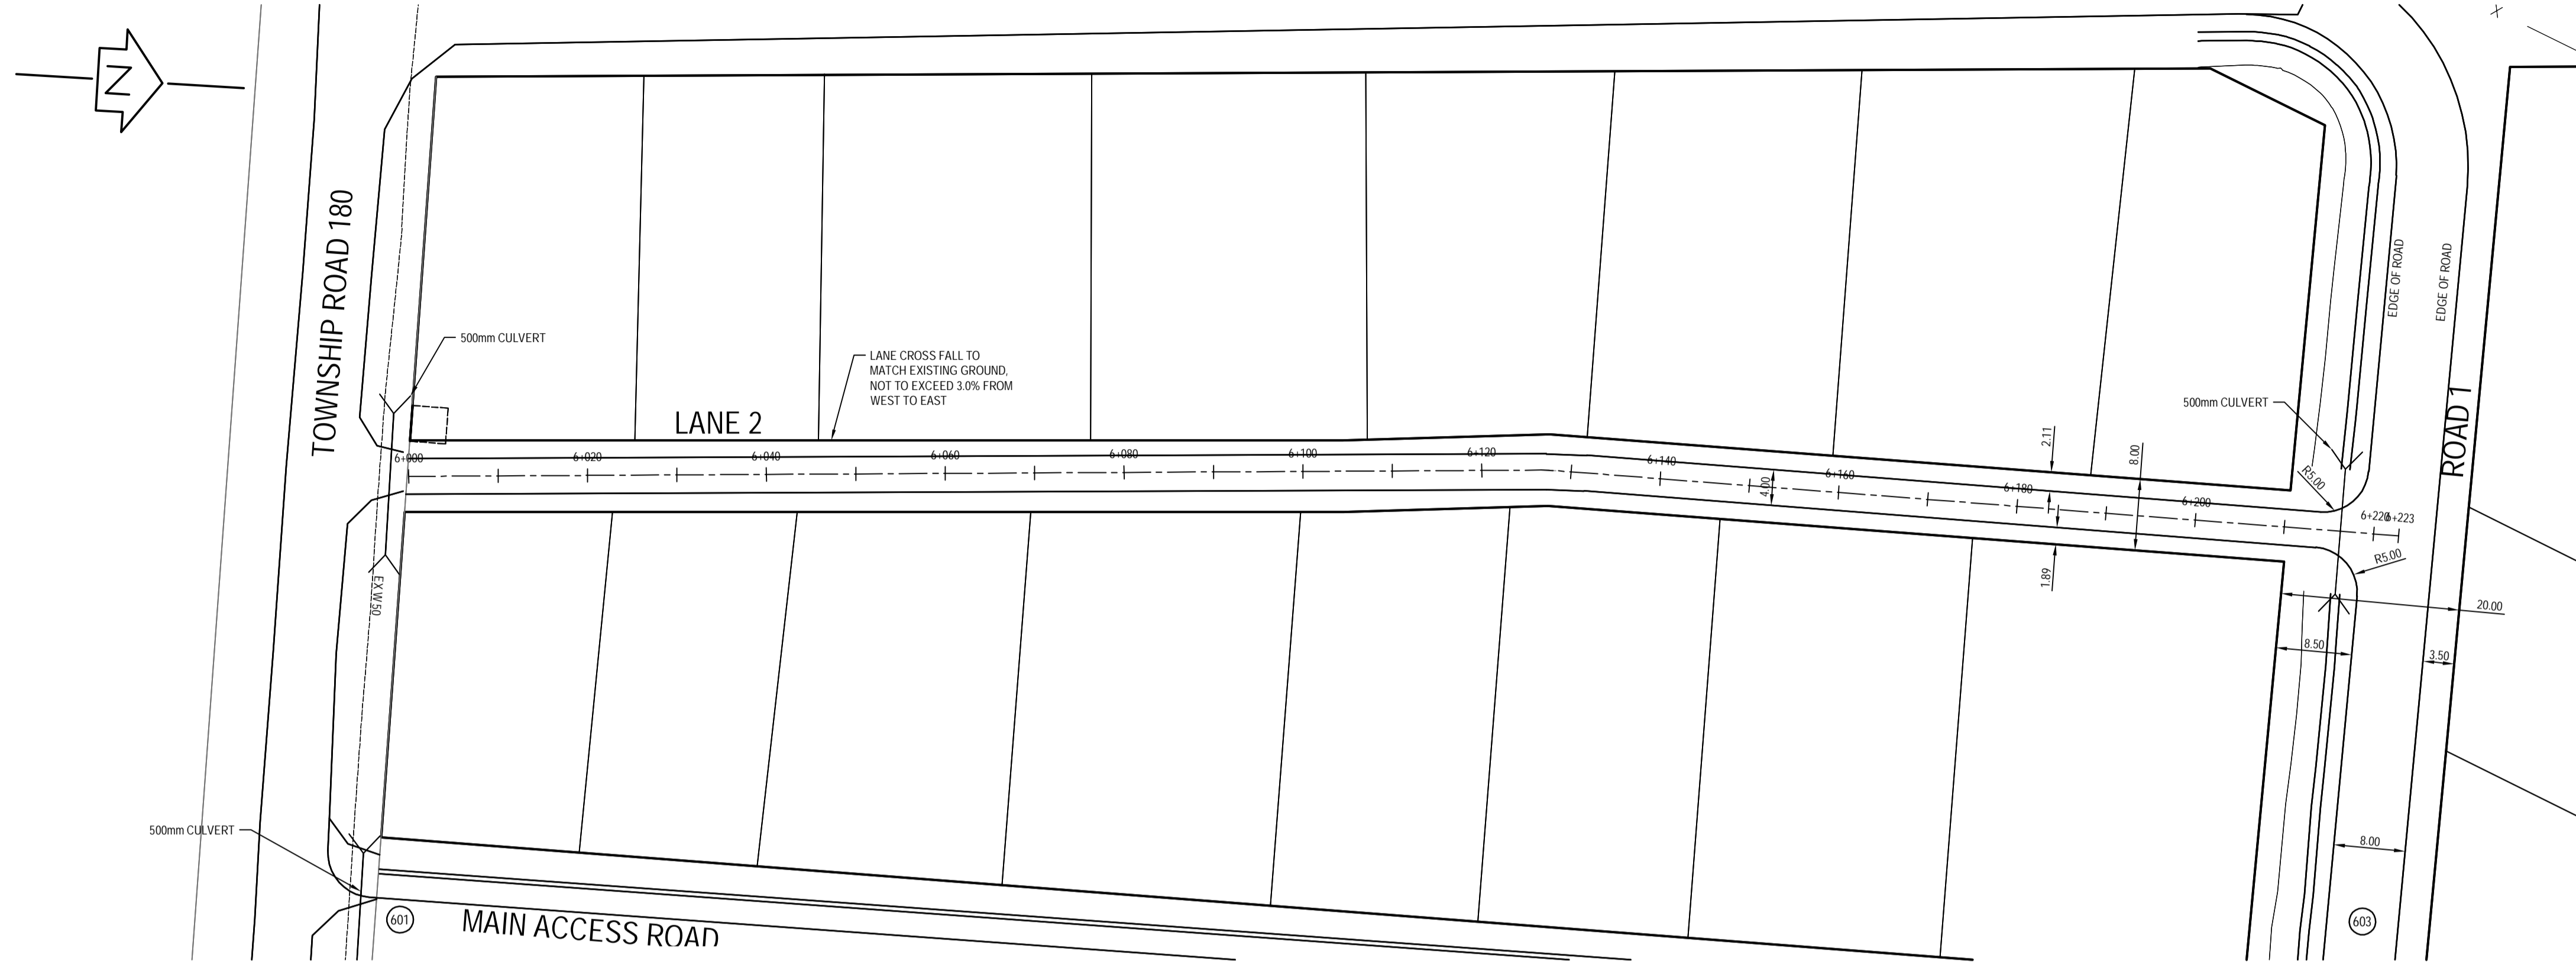 N
TOWNSHIP ROAD 180
500mm CULVERT
LANE CROSS FALL TO
MATCH EXISTING GROUND,
NOT TO EXCEED 3.0% FROM
WEST TO EAST
LANE 2
EDGE OF ROAD
EDGE OF ROAD
ROAD 1
500mm CULVERT
2.11
8.00
R5.00
6+000
6+020
6+040
6+060
6+080
6+100
6+120
6+140
4.00
6+160
6+180
6+200
6+220
6+223
R5.00
1.89
EX W50
20.00
8.50
3.50
500mm CULVERT
8.00
601
MAIN ACCESS ROAD
603